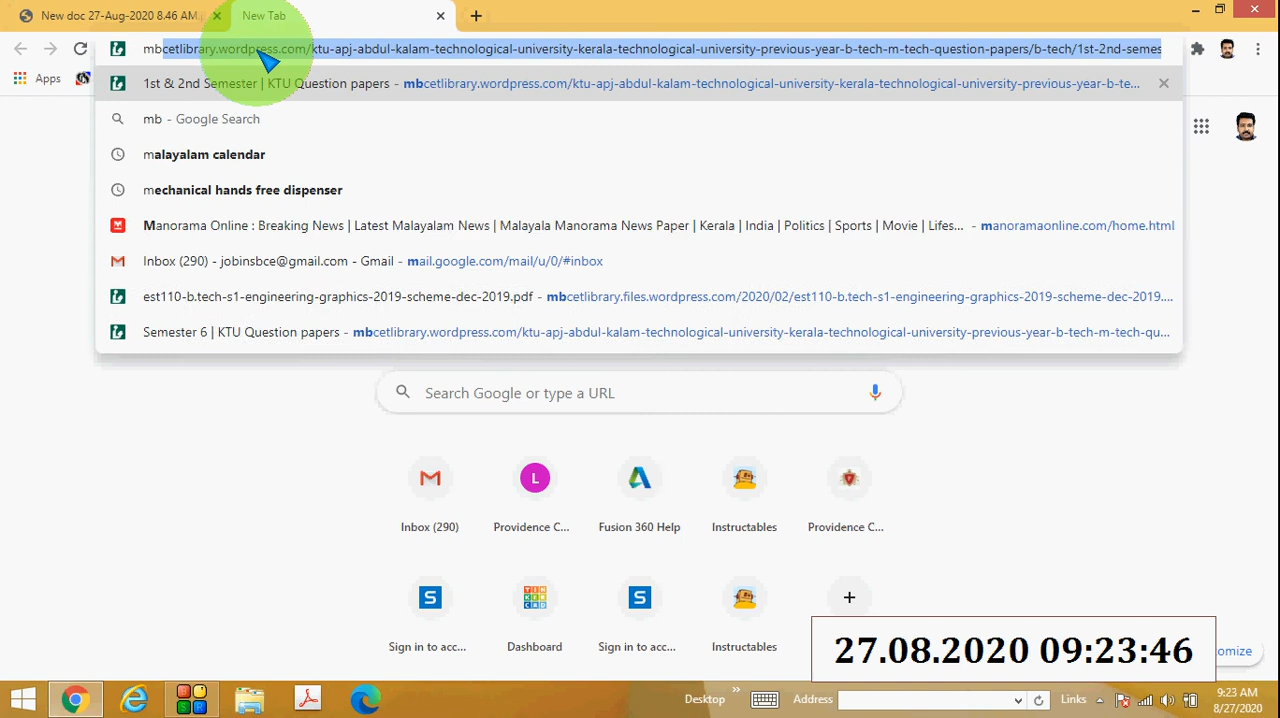 New doc 27-Aug-2020 8.46 AM
New Tab
mbcetlibrary.wordpress.com/ktu-apj-abdul-kalam-technological-university-kerala-technological-university-previous-year-b-tech-m-tech-question-papers/b-tech/1st-2nd-semes
Apps
1st & 2nd Semester | KTU Question papers - mbcetlibrary.wordpress.com/ktu-apj-abdul-kalam-technological-university-kerala-technological-university-previous-year-b-te...
mb - Google Search
malayalam calendar
mechanical hands free dispenser
Manorama Online : Breaking News | Latest Malayalam News | Malayala Manorama News Paper | Kerala | India | Politics | Sports | Movie | Lifes... - manoramaonline.com/home.html
Inbox (290) - jobinsbce@gmail.com - Gmail - mail.google.com/mail/u/0/#inbox
est110-b.tech-s1-engineering-graphics-2019-scheme-dec-2019.pdf - mbcetlibrary.files.wordpress.com/2020/02/est110-b.tech-s1-engineering-graphics-2019-scheme-dec-2019....
Semester 6 | KTU Question papers - mbcetlibrary.wordpress.com/ktu-apj-abdul-kalam-technological-university-kerala-technological-university-previous-year-b-tech-m-tech-qu...
Search Google or type a URL
L
Inbox (290) Providence C... Fusion 360 Help Instructables Providence C...
S S
Sign in to acc... Dashboard Sign in to acc... Instructables
27.08.2020 09:23:46
omize
Desktop » Address Links
9:23 AM
8/27/2020